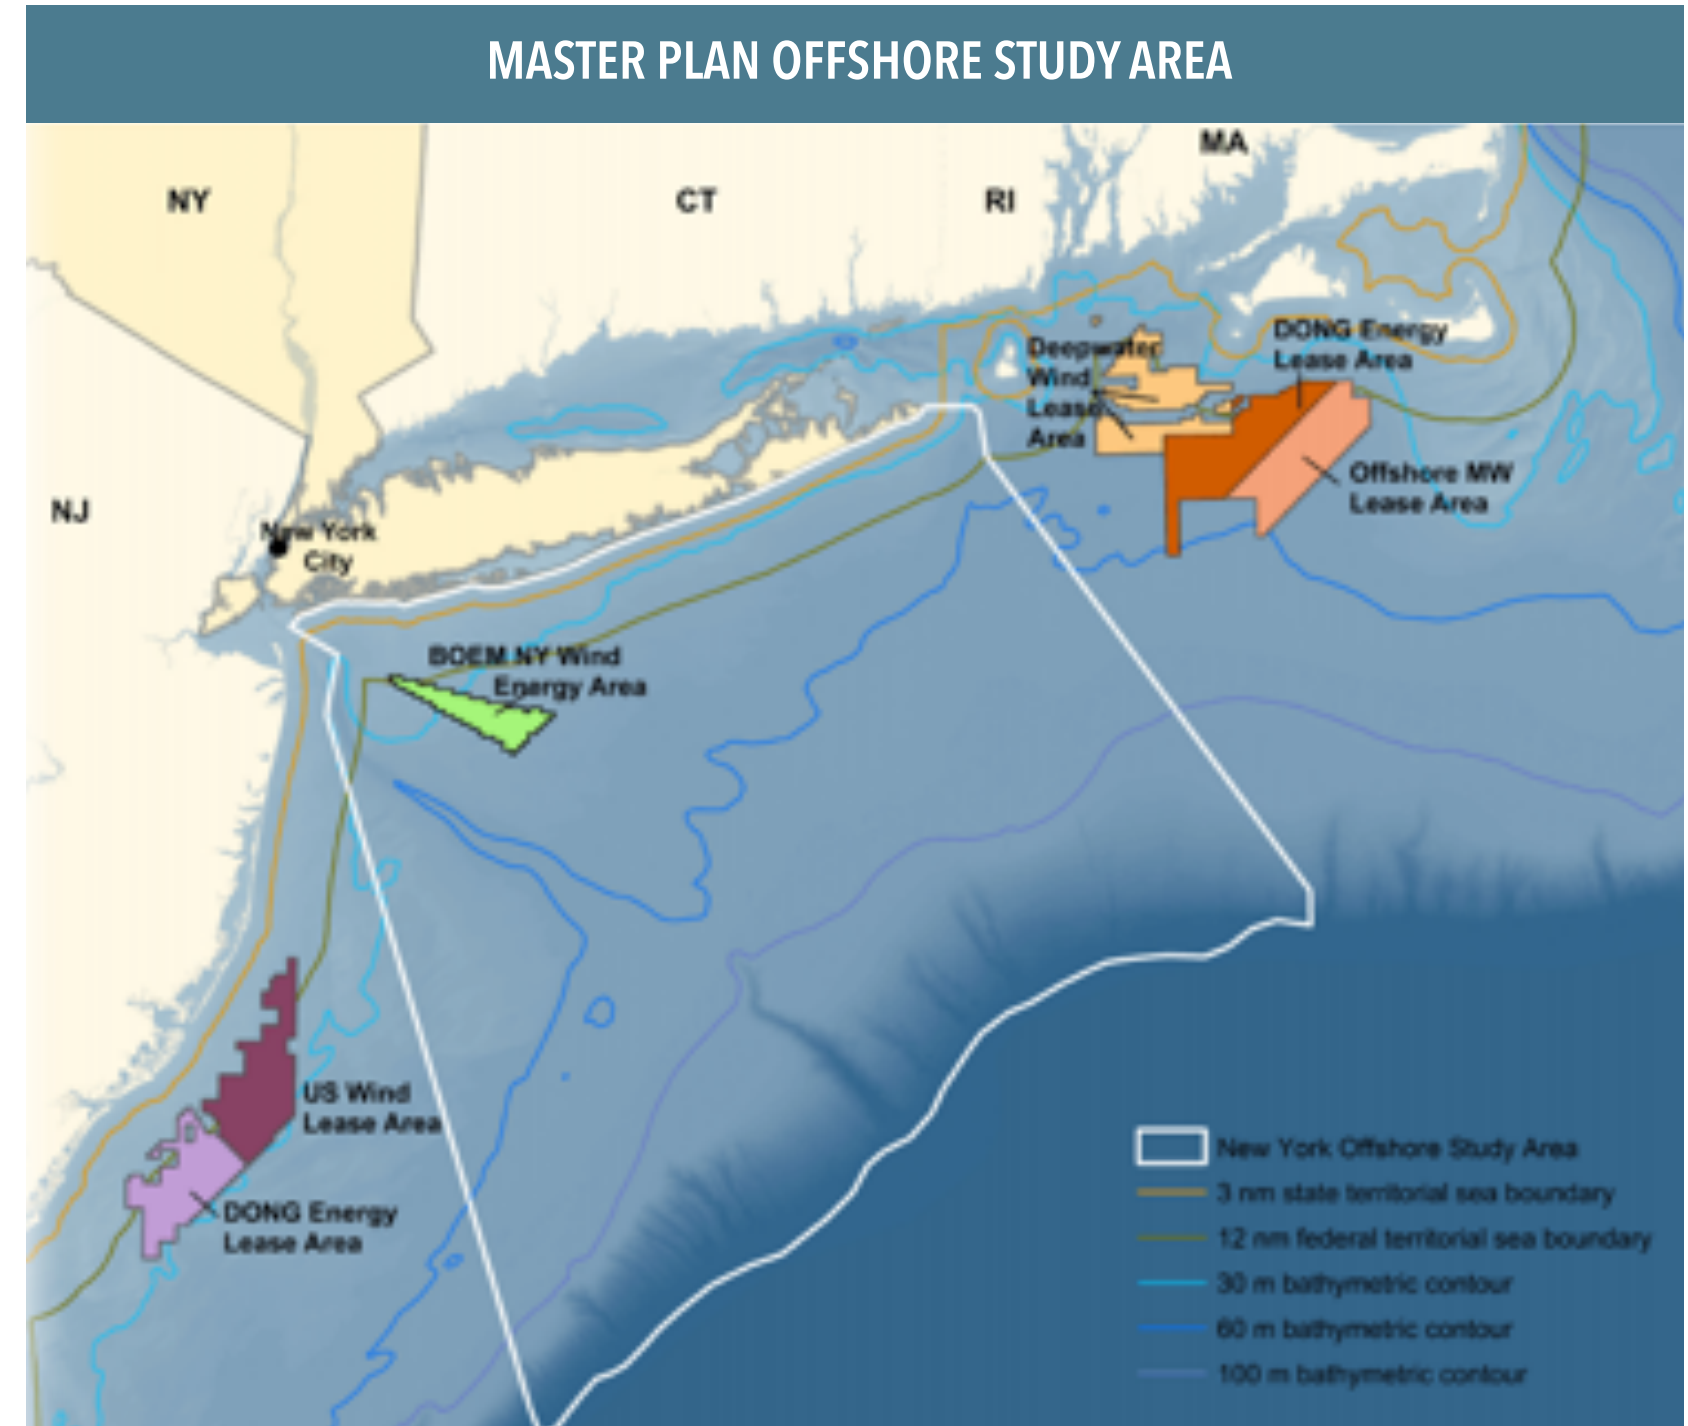 MASTER PLAN OFFSHORE STUDY AREA
MA
NY
CT
RI
DONG Energy
Lease Area
Deepwater
Wind
Lease
Area
Offshore MW
Lease Area
NJ
New York
City
BOEM NY Wind
Energy Area
US Wind
Lease Area
DONG Energy
Lease Area
New York Offshore Study Area
3 nm state territorial sea boundary
12 nm federal territorial sea boundary
30 m bathymetric contour
60 m bathymetric contour
100 m bathymetric contour